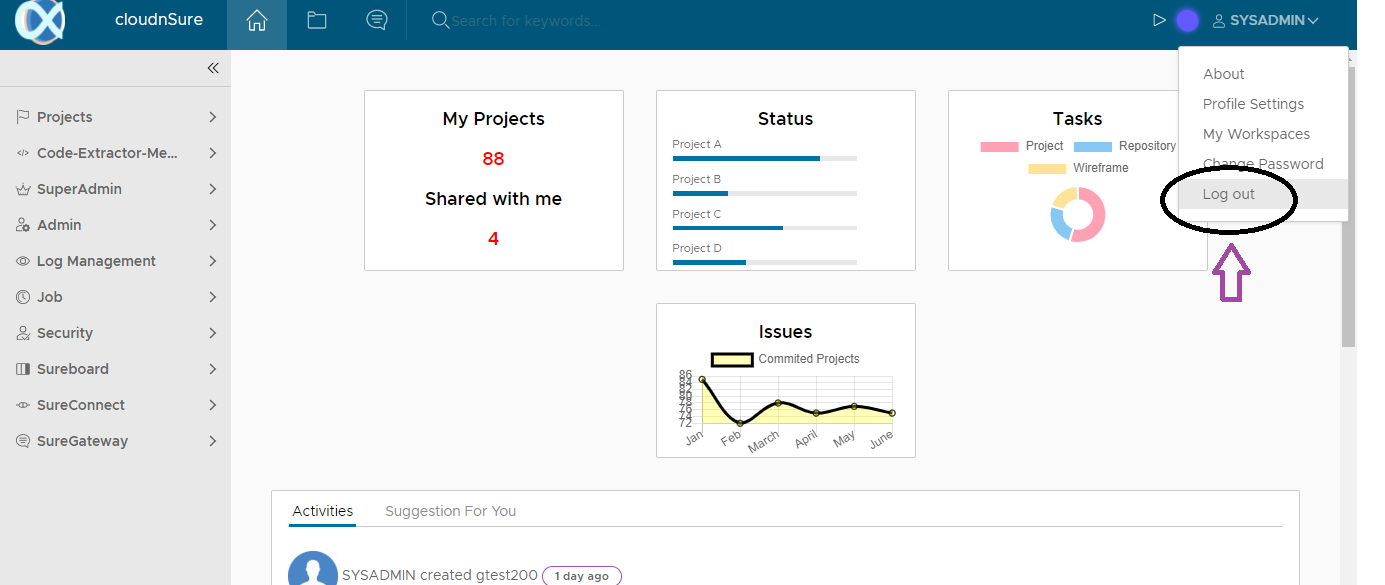 cloudnSure
Search for keywords...
SYSADMIN
About
Profile Settings
My Workspaces
Change Password
Log out
Projects
Code-Extractor-Me...
SuperAdmin
Admin
Log Management
Job
Security
Sureboard
SureConnect
SureGateway
My Projects
88
Shared with me
4
Status
Project A
Project B
Project C
Project D
Tasks
Project Repository
Wireframe
Issues
Commited Projects
86
84
82
80
78
76
74
72
Jan Feb March April May June
Activities Suggestion For You
SYSADMIN created gtest200 1 day ago